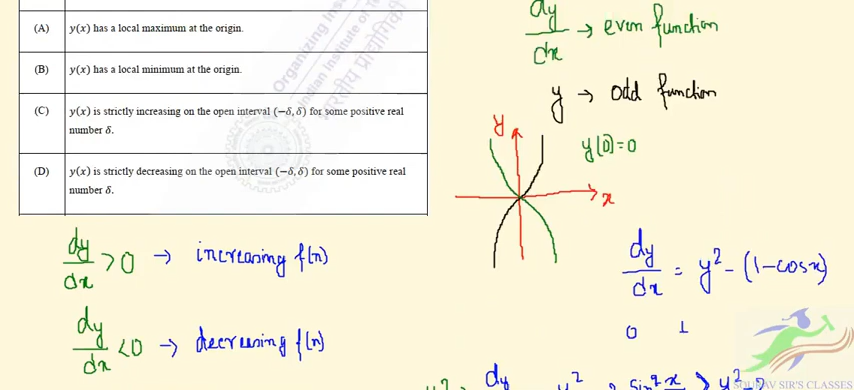 dy/dx → even function
(A) y(x) has a local maximum at the origin.
(B) y(x) has a local minimum at the origin.
y → odd function
(C) y(x) is strictly increasing on the open interval (−δ, δ) for some positive real
number δ.
y
y(0)=0
(D) y(x) is strictly decreasing on the open interval (−δ, δ) for some positive real
number δ.
x
dy/dx > 0 → increasing f(n)
dy/dx = y² − (1−cosx)
0 1
dy/dx < 0 → decreasing f(n)
SOURAV SIR'S CLASSES